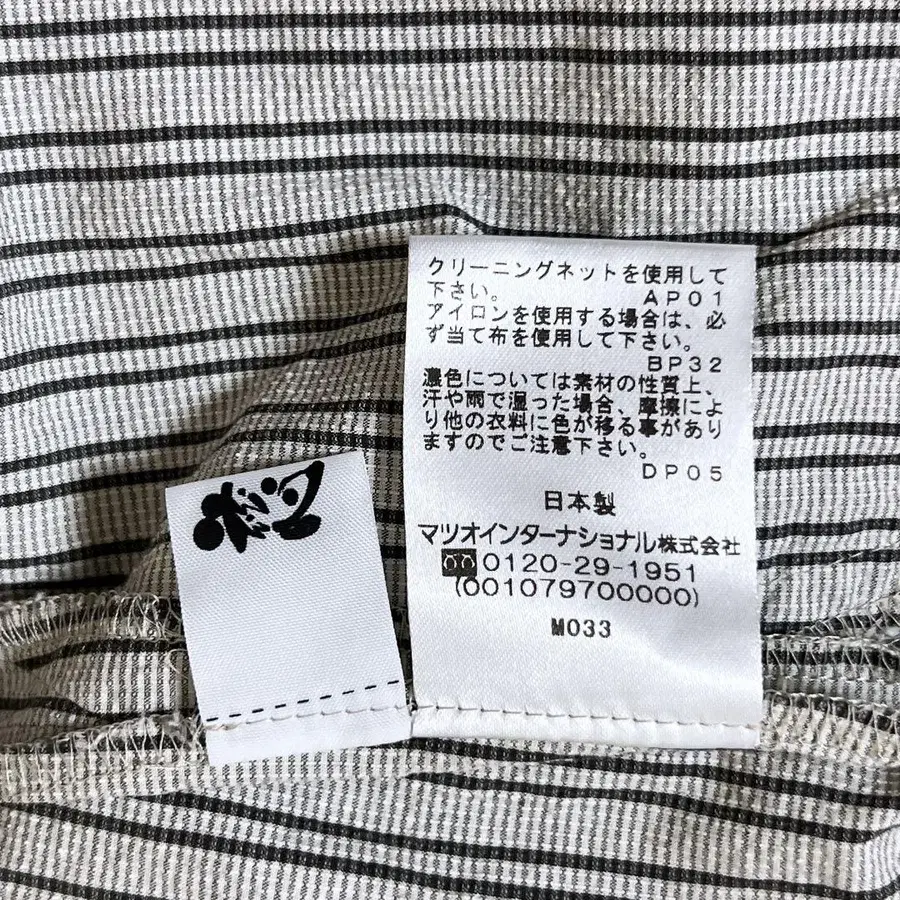 クリーニングネットを使用して
下さい。 AP01
アイロンを使用する場合は、必
ず当て布を使用して下さい。
BP32
濃色については素材の性質上、
汗や雨で湿った場合、摩擦によ
り他の衣料に色が移る事があり
ますのでご注意下さい。
DP05
日本製
マツオインターナショナル株式会社
0120-29-1951
(001079700000)
M033